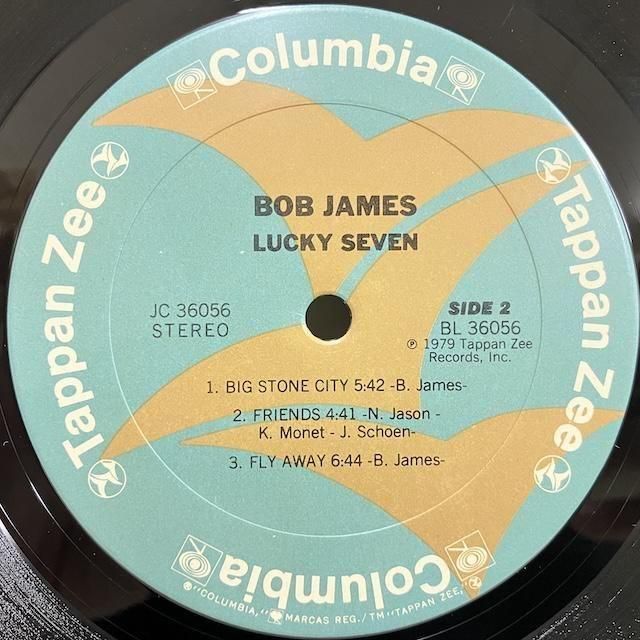 Columbia
Tappan Zee
Tappan Zee
BOB JAMES
LUCKY SEVEN
JC 36056
STEREO
SIDE 2
BL 36056
℗ 1979 Tappan Zee
Records, Inc.
1. BIG STONE CITY 5:42 -B. James-
2. FRIENDS 4:41 -N. Jason -
K. Monet - J. Schoen-
3. FLY AWAY 6:44 -B. James-
Columbia
® "COLUMBIA," MARCAS REG./TM "TAPPAN ZEE,"